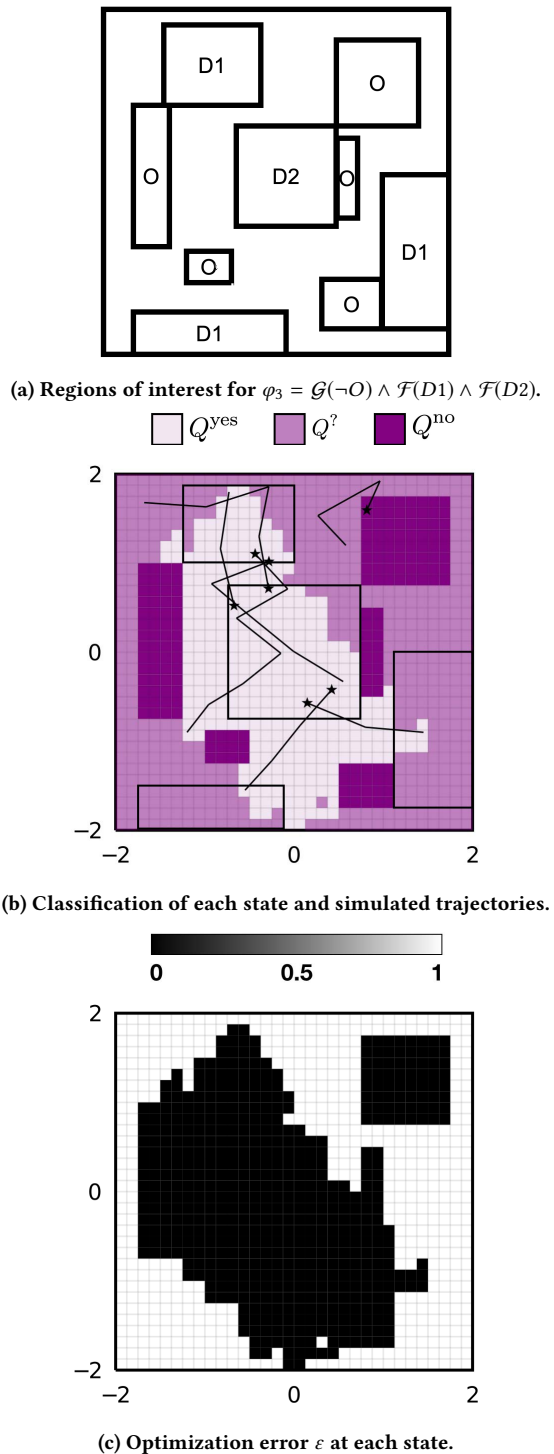 D1
O
O
D2
O
D1
O
O
D1
(a) Regions of interest for φ₃ = 𝒢(¬O) ∧ ℱ(D1) ∧ ℱ(D2).
Q^yes Q^? Q^no
2
0
−2
−2 0 2
(b) Classification of each state and simulated trajectories.
0 0.5 1
2
0
−2
−2 0 2
(c) Optimization error ε at each state.